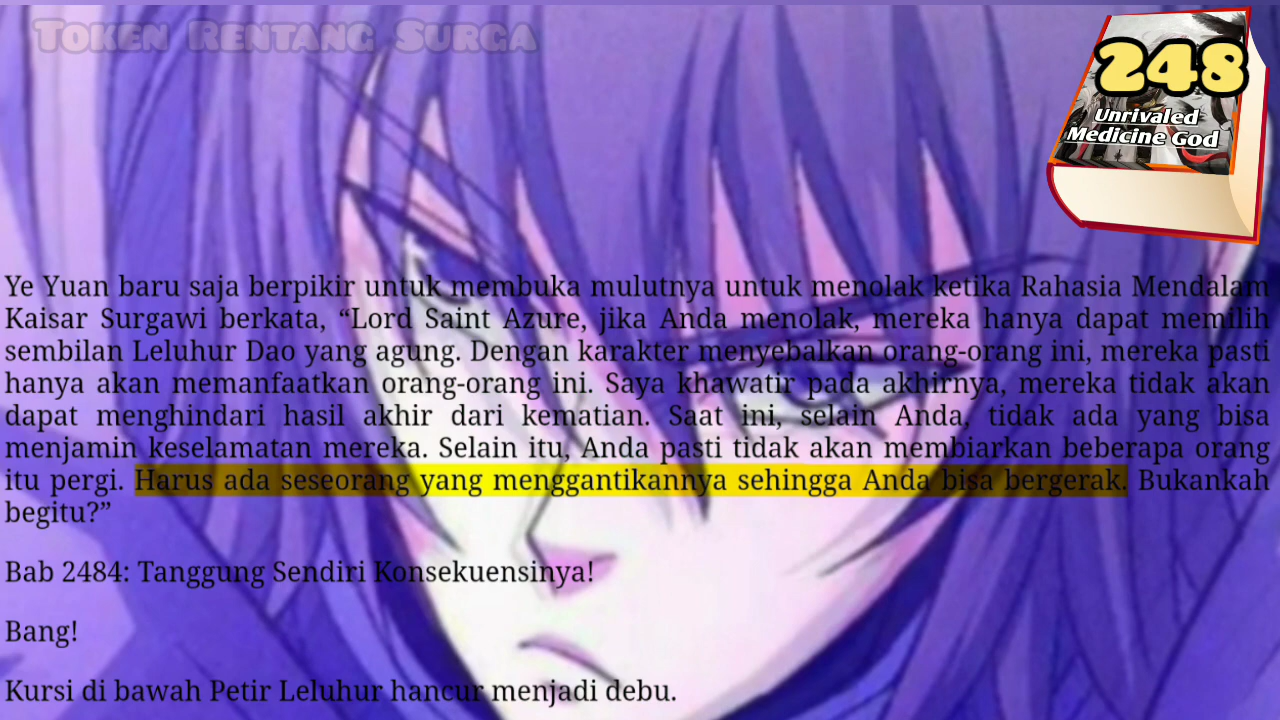 Token Rentang Surga
248
Unrivaled
Medicine God
Ye Yuan baru saja berpikir untuk membuka mulutnya untuk menolak ketika Rahasia Mendalam
Kaisar Surgawi berkata, “Lord Saint Azure, jika Anda menolak, mereka hanya dapat memilih
sembilan Leluhur Dao yang agung. Dengan karakter menyebalkan orang-orang ini, mereka pasti
hanya akan memanfaatkan orang-orang ini. Saya khawatir pada akhirnya, mereka tidak akan
dapat menghindari hasil akhir dari kematian. Saat ini, selain Anda, tidak ada yang bisa
menjamin keselamatan mereka. Selain itu, Anda pasti tidak akan membiarkan beberapa orang
itu pergi. Harus ada seseorang yang menggantikannya sehingga Anda bisa bergerak. Bukankah
begitu?”
Bab 2484: Tanggung Sendiri Konsekuensinya!
Bang!
Kursi di bawah Petir Leluhur hancur menjadi debu.